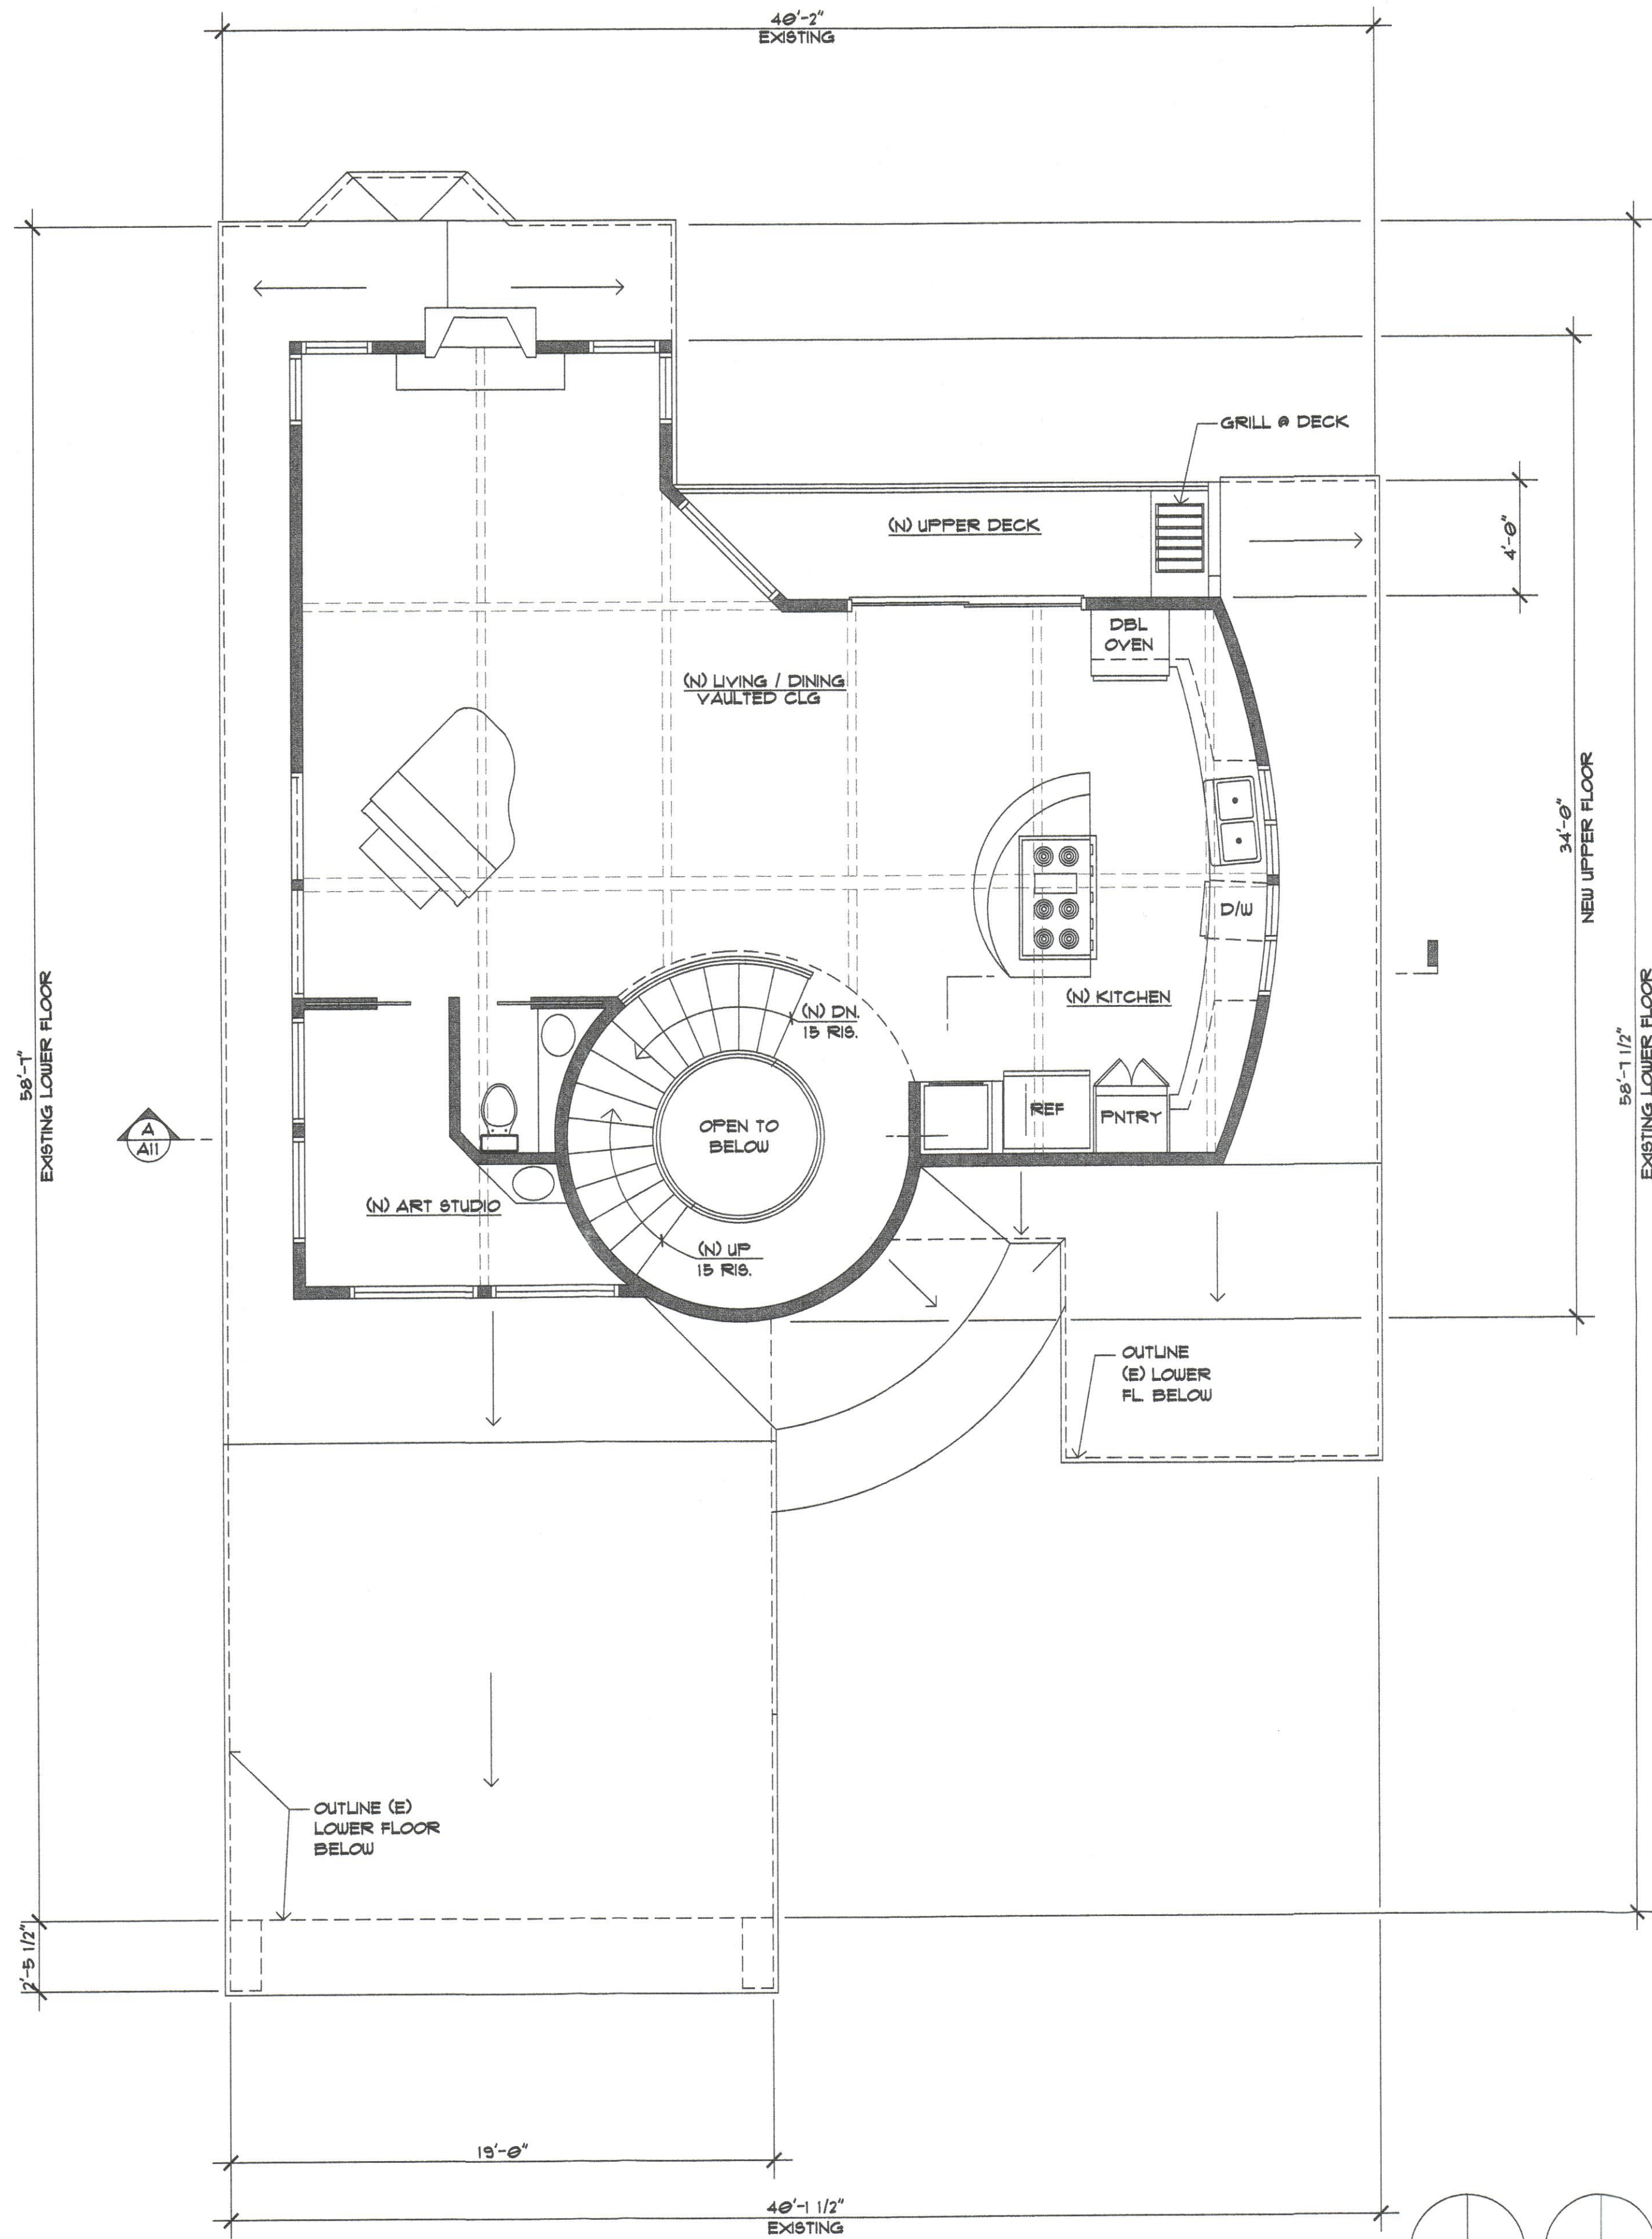 40'-2"
EXISTING
GRILL @ DECK
(N) UPPER DECK
4'-0"
DBL
OVEN
(N) LIVING / DINING
VAULTED CLG
34'-0"
NEW UPPER FLOOR
D/W
(N) KITCHEN
(N) DN.
15 RIS.
58'-7"
EXISTING LOWER FLOOR
58'-7 1/2"
EXISTING LOWER FLOOR
A
A11
OPEN TO
BELOW
REF
PNTRY
(N) ART STUDIO
(N) UP
15 RIS.
OUTLINE
(E) LOWER
FL. BELOW
OUTLINE (E)
LOWER FLOOR
BELOW
2'-5 1/2"
19'-0"
40'-1 1/2"
EXISTING